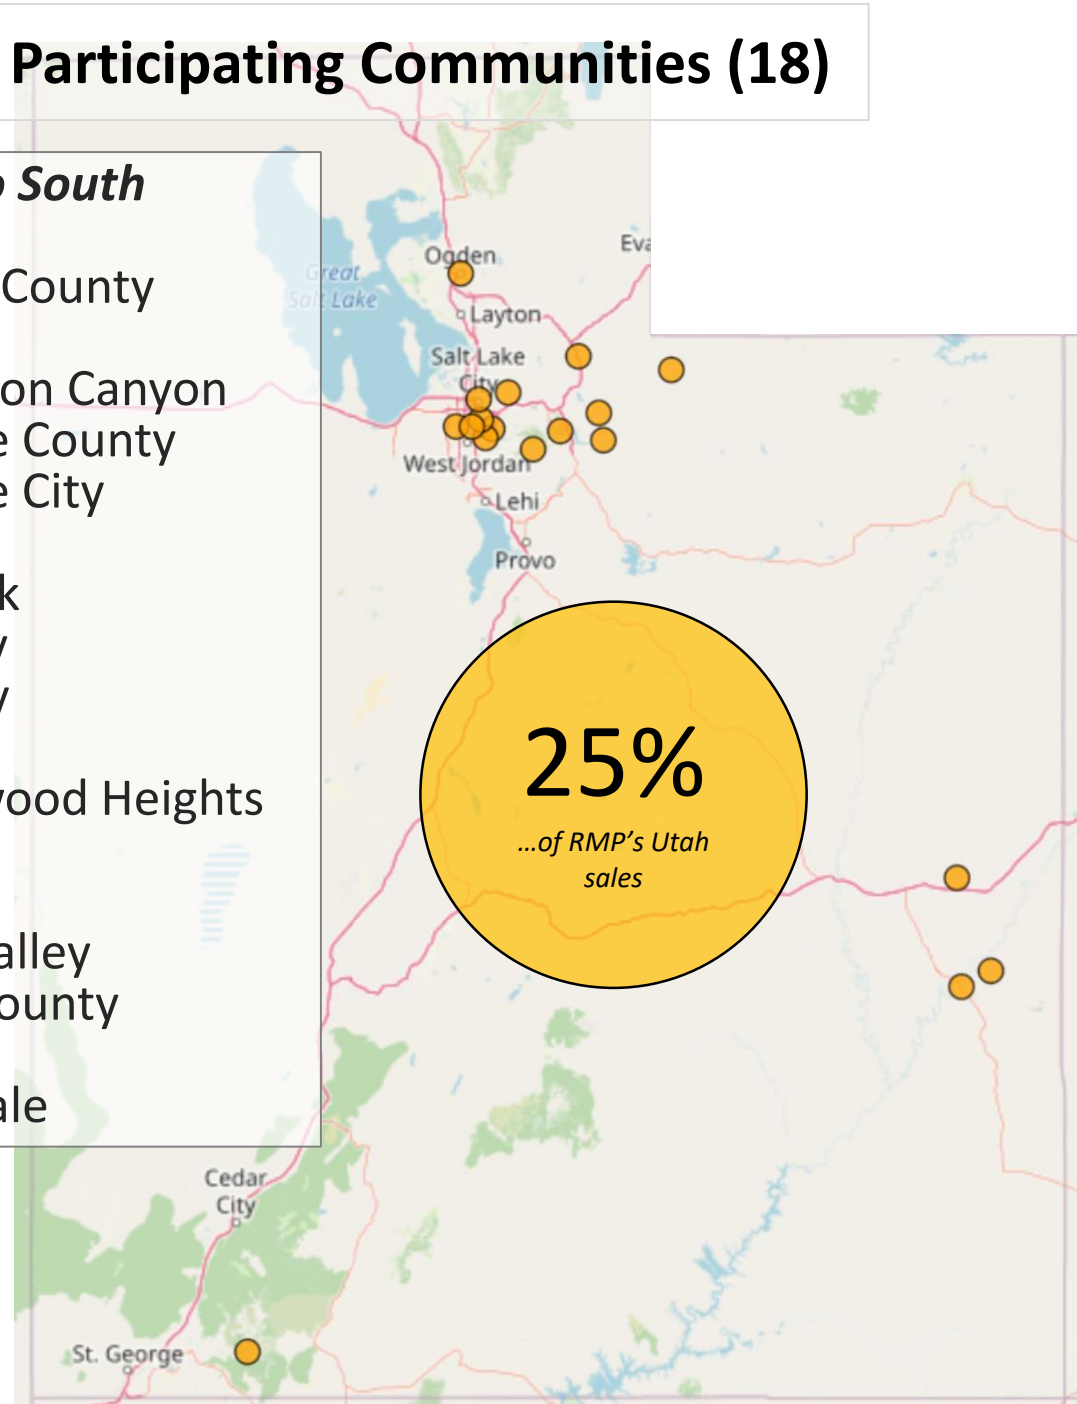 Participating Communities (18)
o South
County
on Canyon
e County
e City
k
y
y
ood Heights
alley
ounty
ale
Great
Salt Lake
Ogden
Eva
Layton
Salt Lake
City
West Jordan
Lehi
Provo
25%
...of RMP's Utah
sales
Cedar
City
St. George